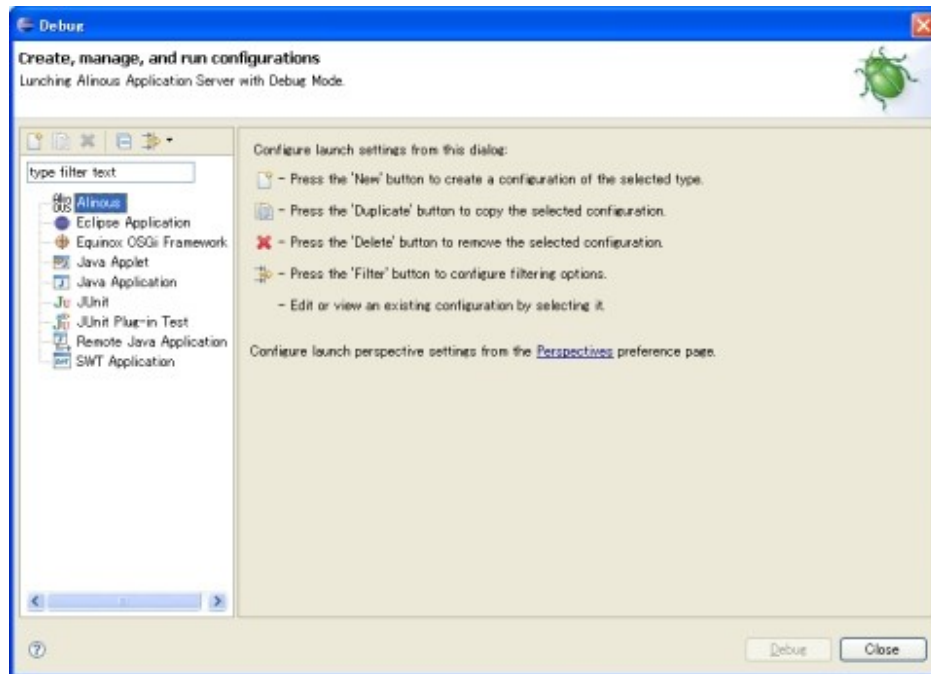 Debug
Create, manage, and run configurations
Lunching Alinous Application Server with Debug Mode.
type filter text
Alinous
Eclipse Application
Equinox OSGi Framework
Java Applet
Java Application
JUnit
JUnit Plug-in Test
Remote Java Application
SWT Application
Configure launch settings from this dialog:
- Press the 'New' button to create a configuration of the selected type.
- Press the 'Duplicate' button to copy the selected configuration.
- Press the 'Delete' button to remove the selected configuration.
- Press the 'Filter' button to configure filtering options.
- Edit or view an existing configuration by selecting it.
Configure launch perspective settings from the Perspectives preference page.
Debug
Close